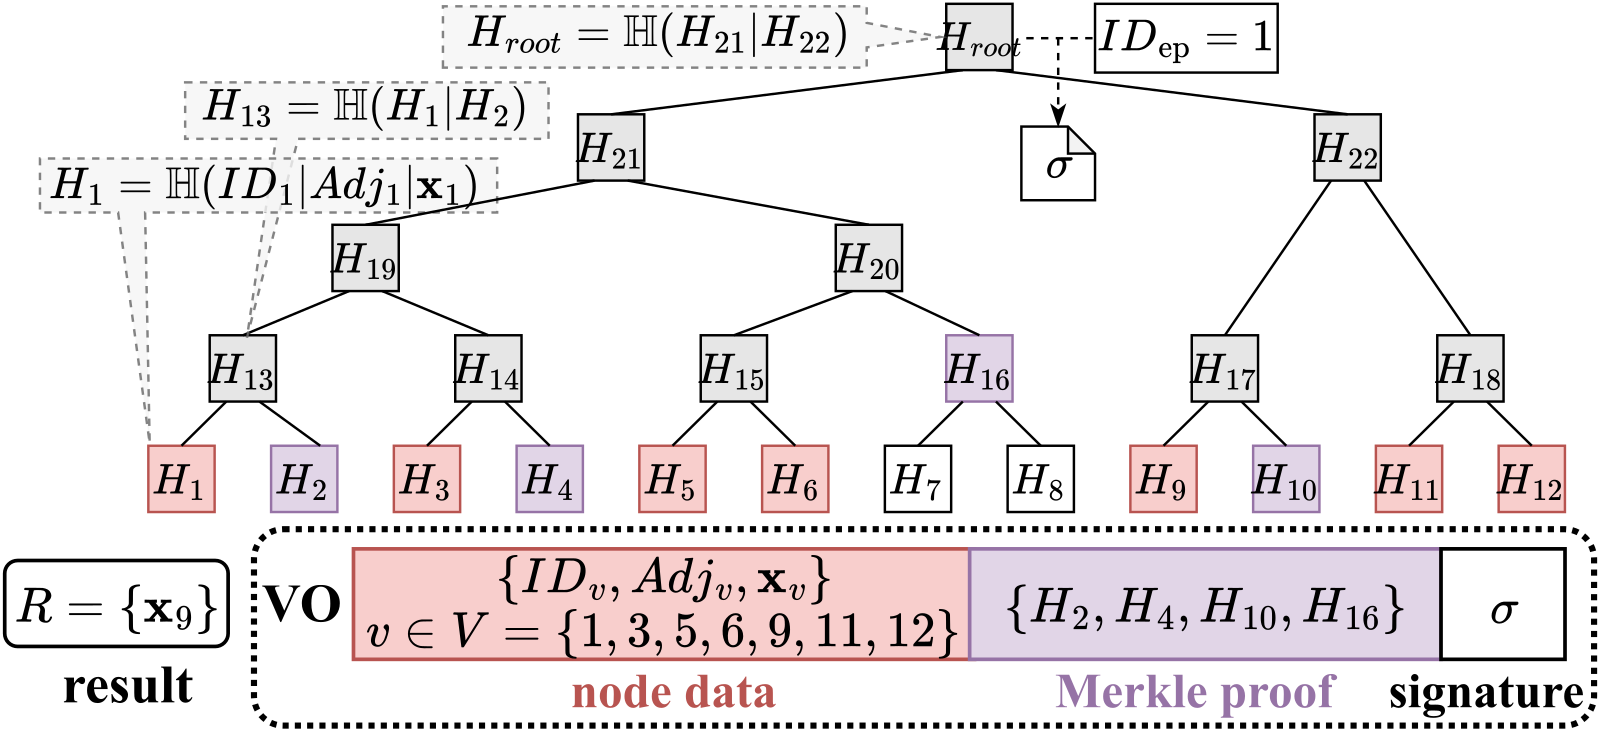 H_root = ℍ(H_21|H_22)
H_root
ID_ep = 1
H_13 = ℍ(H_1|H_2)
H_21
σ
H_22
H_1 = ℍ(ID_1|Adj_1|𝐱_1)
H_19
H_20
H_13
H_14
H_15
H_16
H_17
H_18
H_1
H_2
H_3
H_4
H_5
H_6
H_7
H_8
H_9
H_10
H_11
H_12
R = {𝐱_9}
result
VO
{ID_v, Adj_v, 𝐱_v}
v ∈ V = {1, 3, 5, 6, 9, 11, 12}
node data
{H_2, H_4, H_10, H_16}
Merkle proof
σ
signature